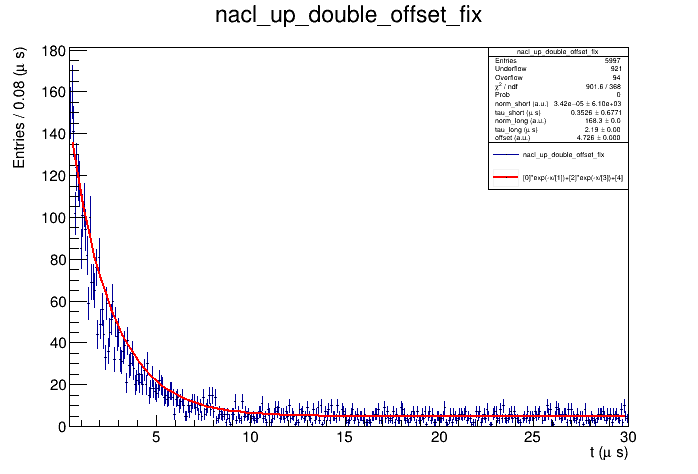 nacl_up_double_offset_fix
Entries / 0.08 (μ s)
180
160
140
120
100
80
60
40
20
0
5
10
15
20
25
30
t (μ s)
nacl_up_double_offset_fix
Entries 5997
Underflow 921
Overflow 94
χ² / ndf 901.6 / 368
Prob 0
norm_short (a.u.) 3.42e−05 ± 6.10e+03
tau_short (μ s) 0.3526 ± 0.6771
norm_long (a.u.) 168.3 ± 0.0
tau_long (μ s) 2.19 ± 0.00
offset (a.u.) 4.726 ± 0.000
nacl_up_double_offset_fix
[0]*exp(-x/[1])+[2]*exp(-x/[3])+[4]